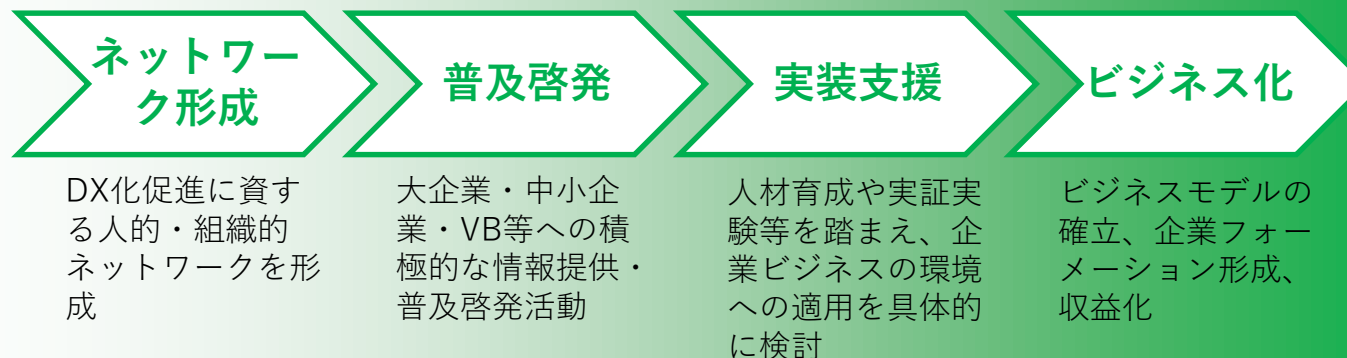 ネットワー
ク形成
普及啓発
実装支援
ビジネス化
DX化促進に資す
る人的・組織的
ネットワークを形
成
大企業・中小企
業・VB等への積
極的な情報提供・
普及啓発活動
人材育成や実証実
験等を踏まえ、企
業ビジネスの環境
への適用を具体的
に検討
ビジネスモデルの
確立、企業フォー
メーション形成、
収益化